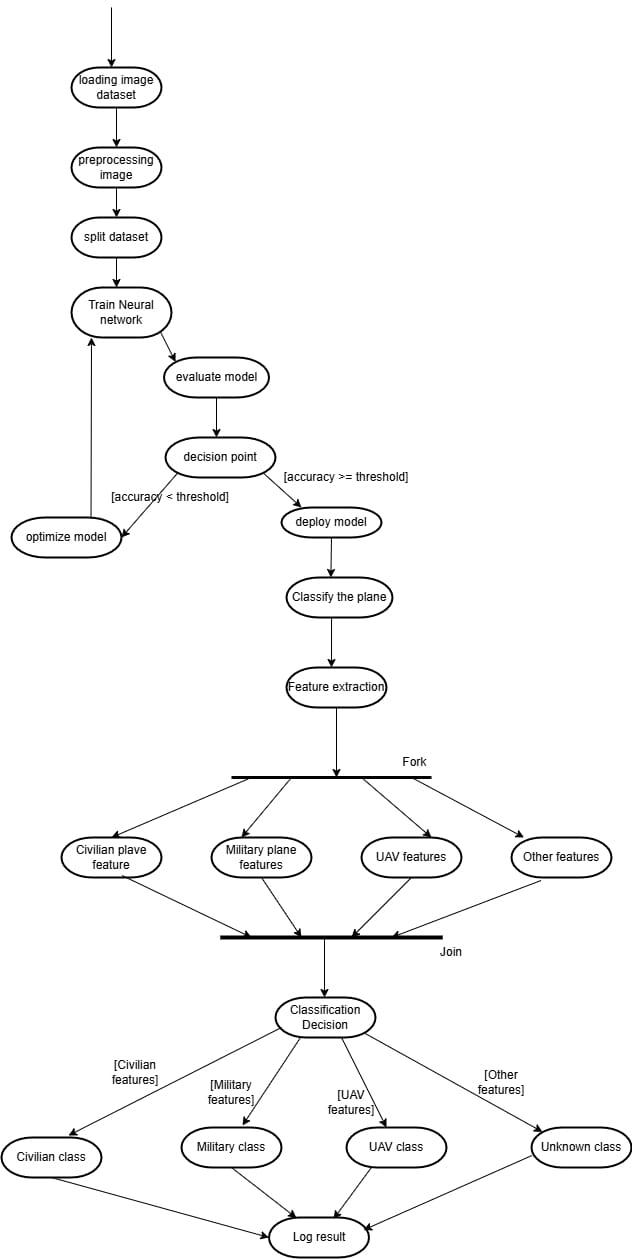 loading image
dataset
preprocessing
image
split dataset
Train Neural
network
evaluate model
decision point
[accuracy >= threshold]
[accuracy < threshold]
deploy model
optimize model
Classify the plane
Feature extraction
Fork
Civilian plave
feature
Military plane
features
UAV features
Other features
Join
Classification
Decision
[Civilian
features]
[Military
features]
[UAV
features]
[Other
features]
Civilian class
Military class
UAV class
Unknown class
Log result